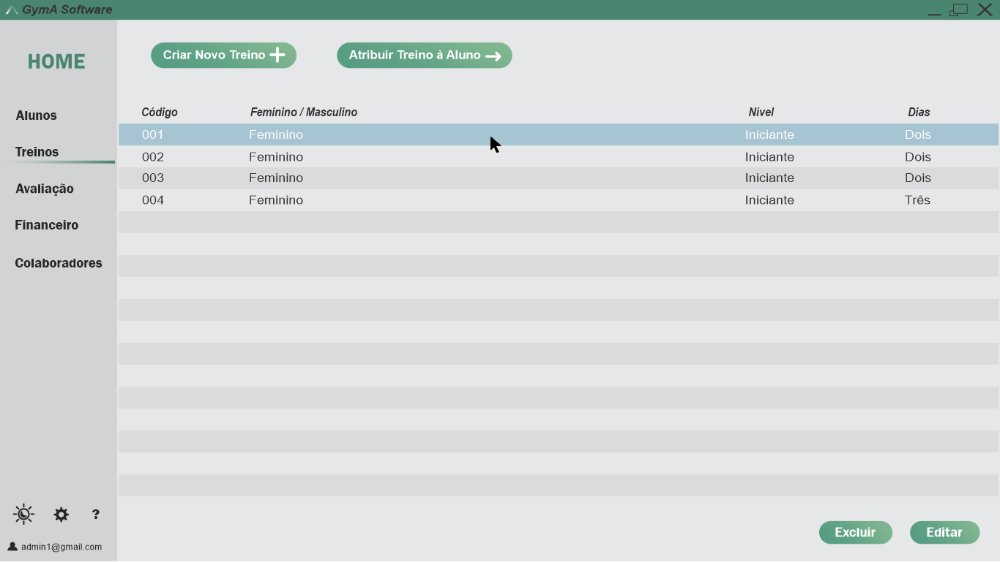 GymA Software
HOME
Alunos
Treinos
Avaliação
Financeiro
Colaboradores
?
admin1@gmail.com
Criar Novo Treino
Atribuir Treino à Aluno
Código Feminino / Masculino Nível Dias
001 Feminino Iniciante Dois
002 Feminino Iniciante Dois
003 Feminino Iniciante Dois
004 Feminino Iniciante Três
Excluir Editar